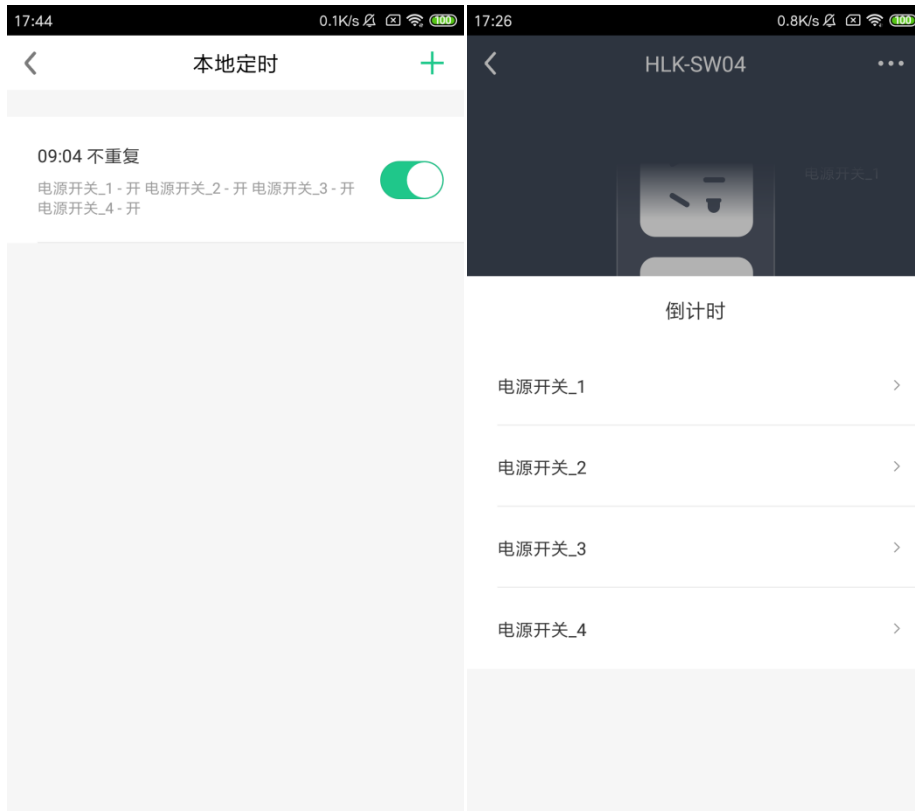 17:44
0.1K/s
100
本地定时
09:04 不重复
电源开关_1 - 开 电源开关_2 - 开 电源开关_3 - 开
电源开关_4 - 开
17:26
0.8K/s
100
HLK-SW04
电源开关_1
倒计时
电源开关_1
电源开关_2
电源开关_3
电源开关_4